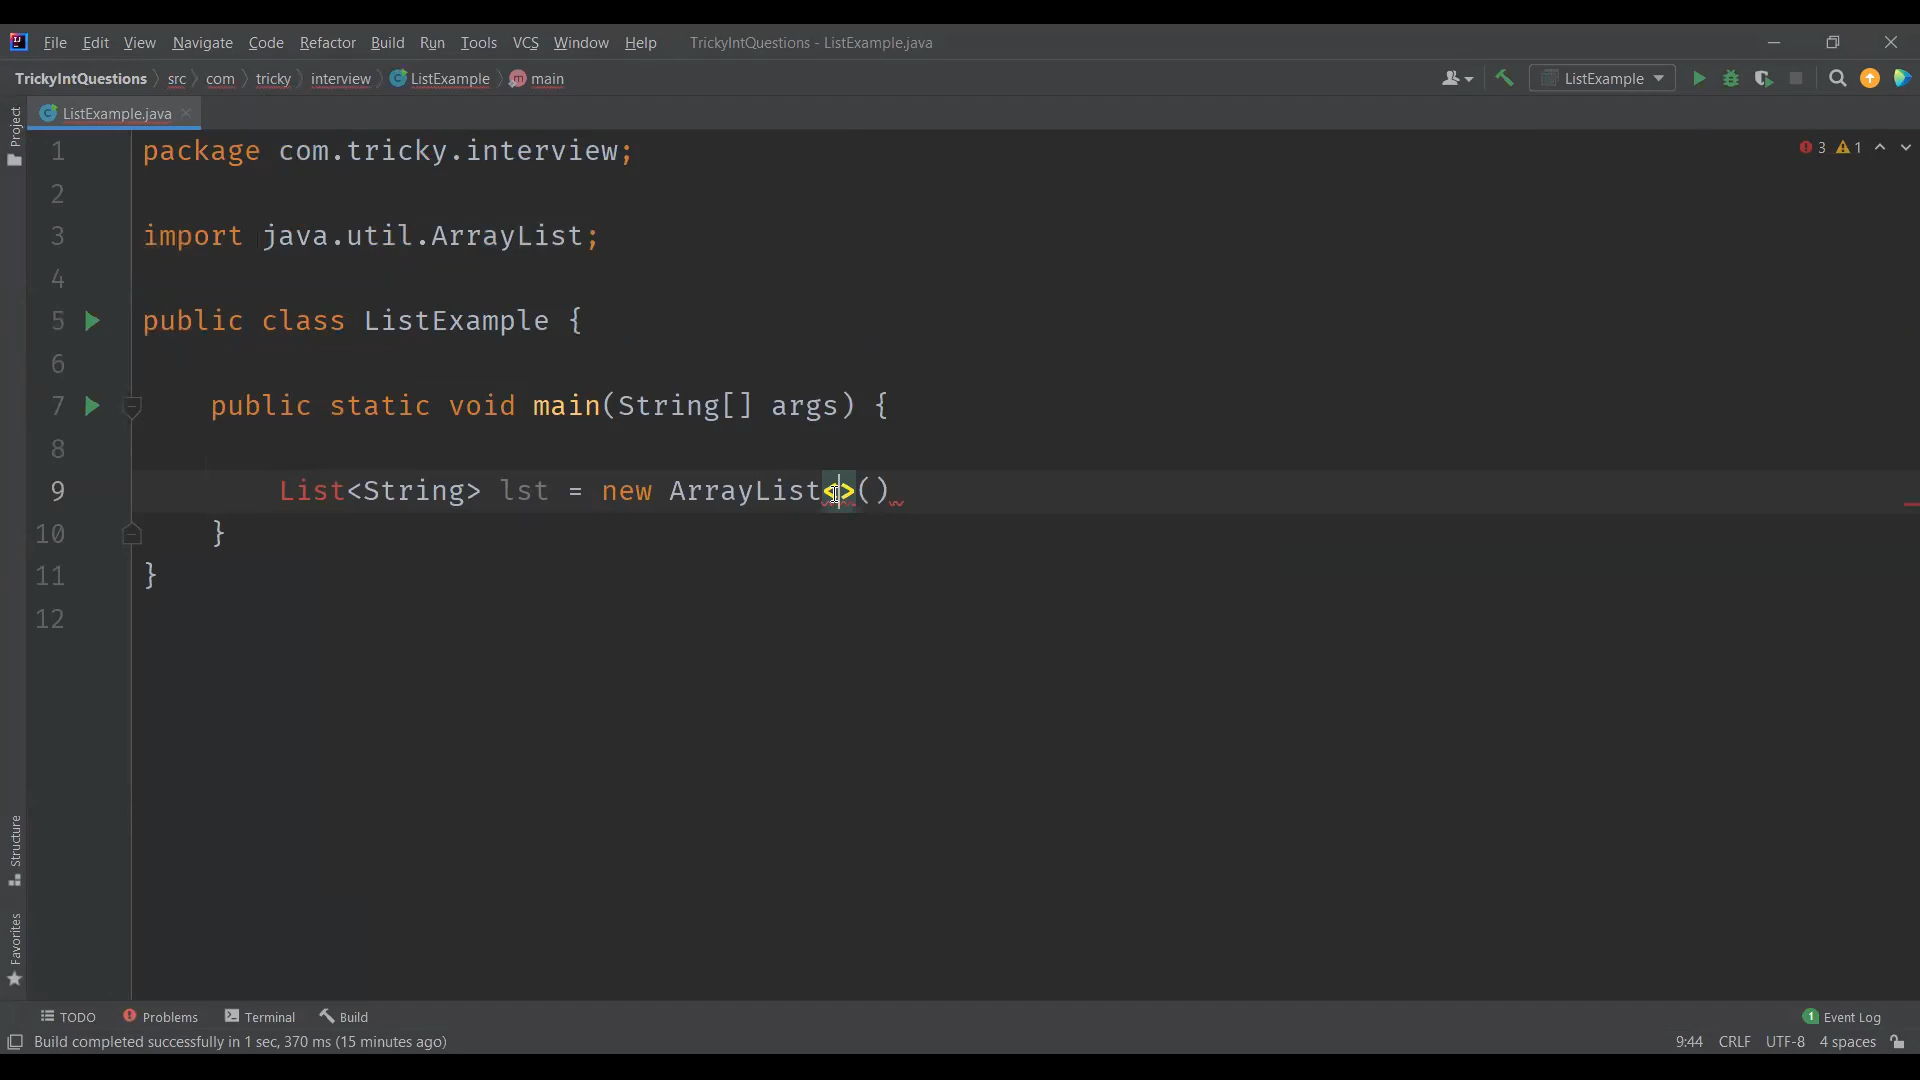 File Edit View Navigate Code Refactor Build Run Tools VCS Window Help TrickyIntQuestions - ListExample.java
TrickyIntQuestions src com tricky interview ListExample main ListExample
ListExample.java
Project
3 1
1 package com.tricky.interview;
2
3 import java.util.ArrayList;
4
5 public class ListExample {
6
7 public static void main(String[] args) {
8
9 List<String> lst = new ArrayList<>()
10 }
11 }
12
Structure
Favorites
TODO Problems Terminal Build 1 Event Log
Build completed successfully in 1 sec, 370 ms (15 minutes ago) 9:44 CRLF UTF-8 4 spaces